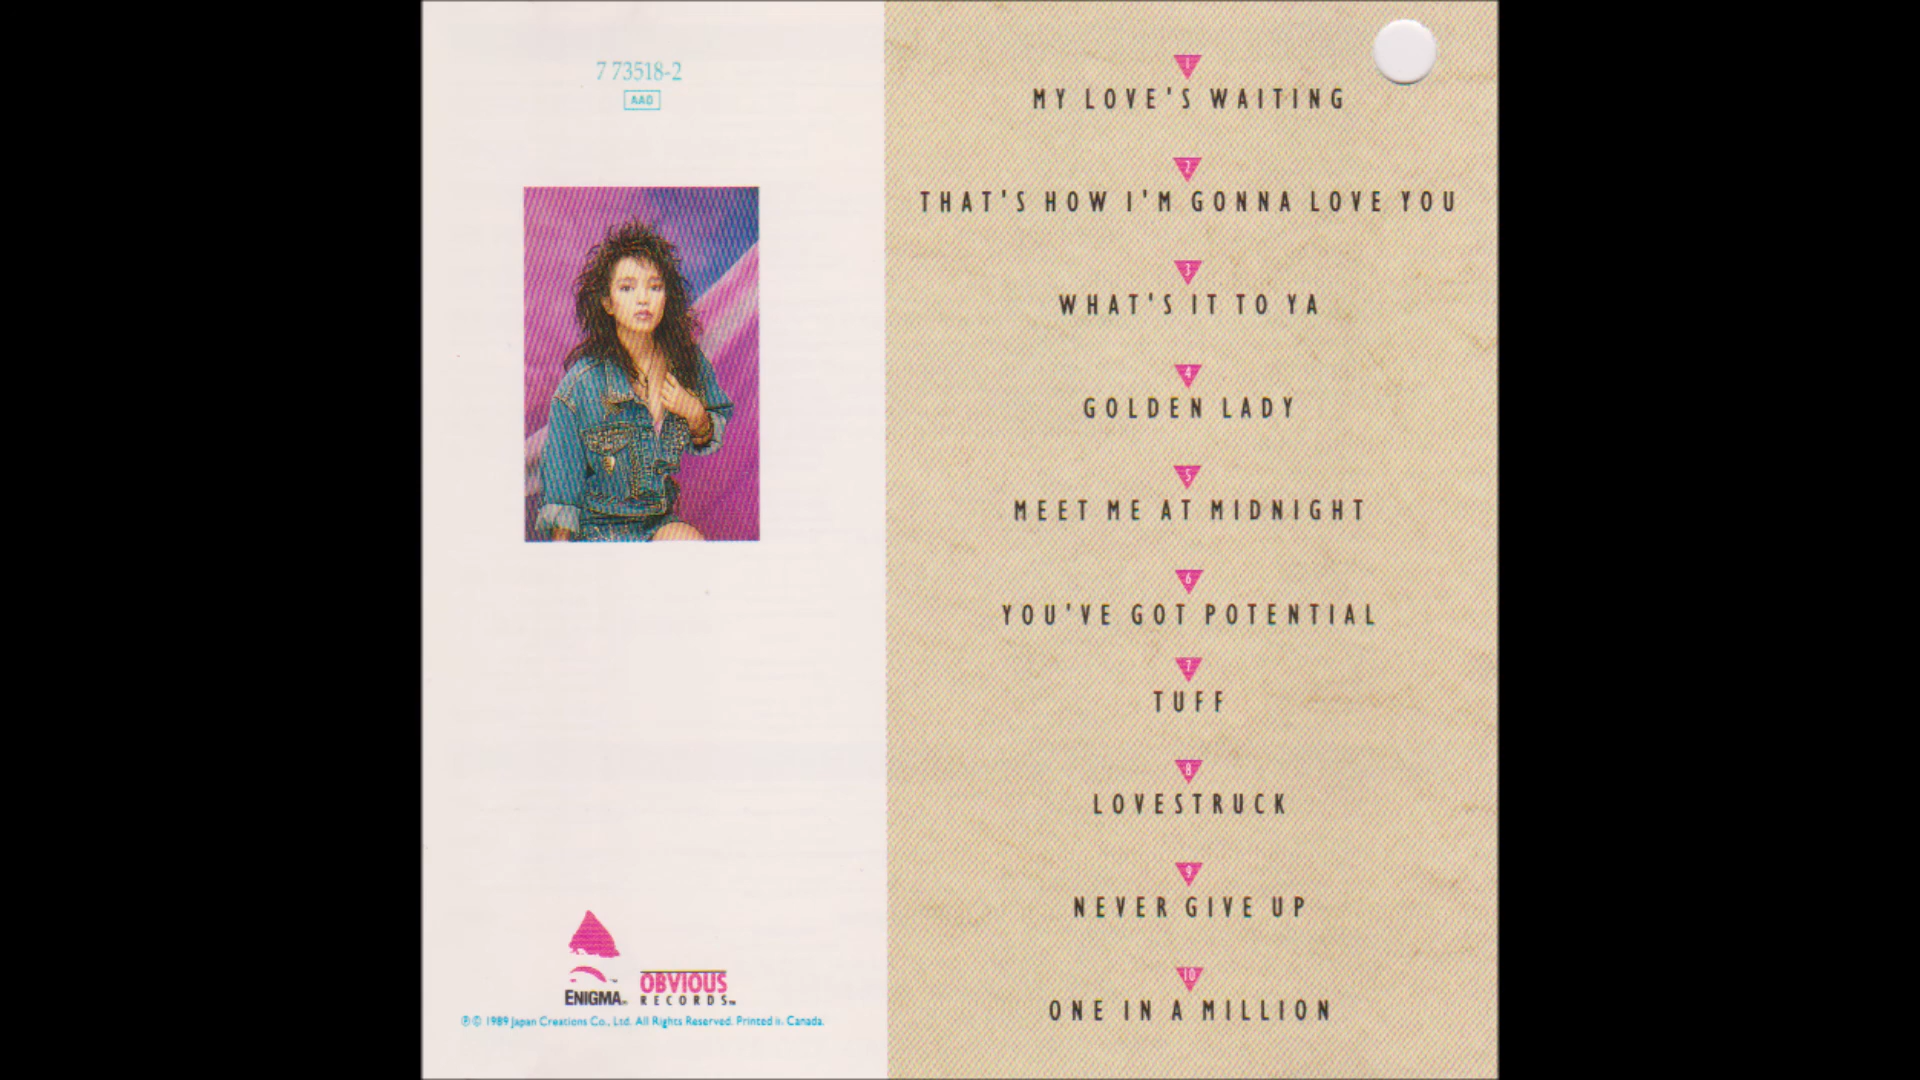 7 73518-2
AAD
ENIGMA™
OBVIOUS
RECORDS™
℗© 1989 Japan Creations Co., Ltd. All Rights Reserved. Printed in Canada.
1
MY LOVE'S WAITING
2
THAT'S HOW I'M GONNA LOVE YOU
3
WHAT'S IT TO YA
4
GOLDEN LADY
5
MEET ME AT MIDNIGHT
6
YOU'VE GOT POTENTIAL
7
TUFF
8
LOVESTRUCK
9
NEVER GIVE UP
10
ONE IN A MILLION